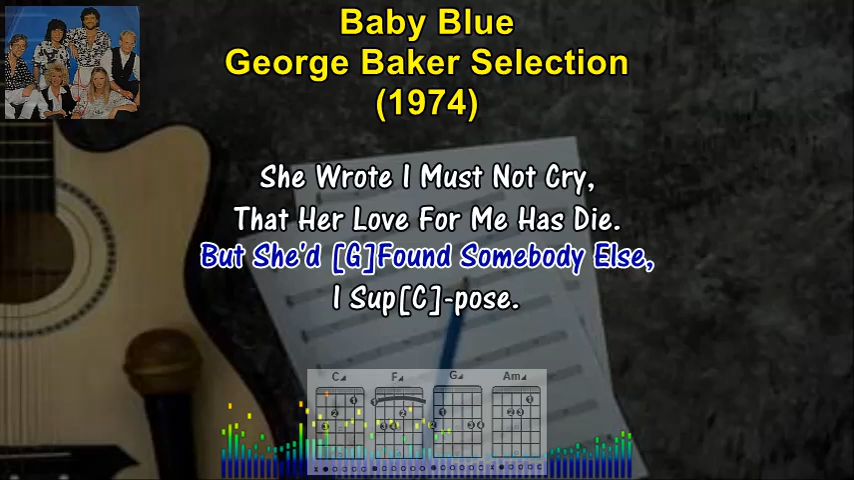 Baby Blue
George Baker Selection
(1974)
She Wrote I Must Not Cry,
That Her Love For Me Has Die.
But She'd [G]Found Somebody Else,
I Sup[C]-pose.
C F G Am